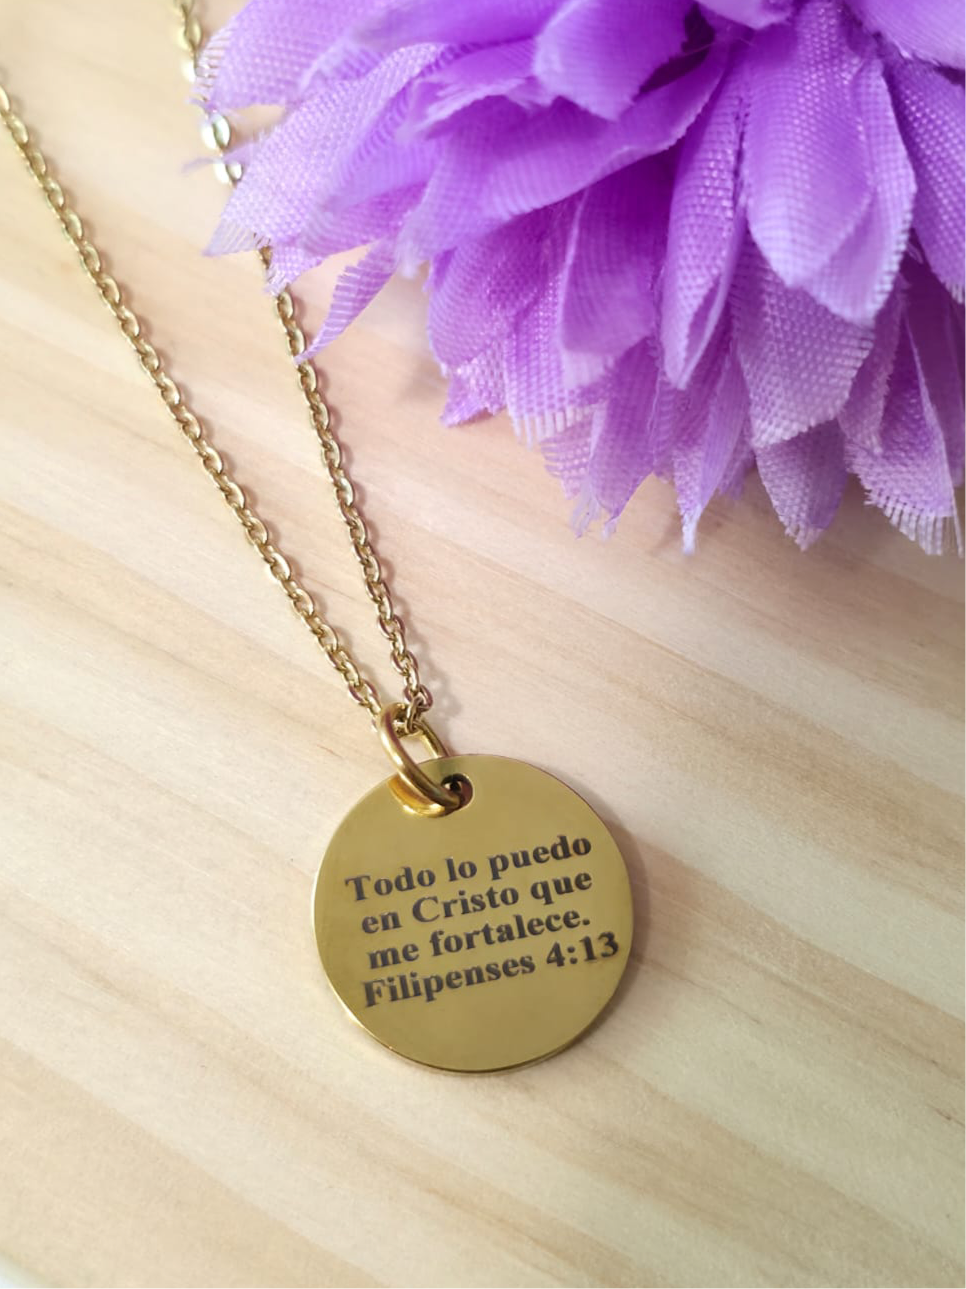 Todo lo puedo
en Cristo que
me fortalece.
Filipenses 4:13